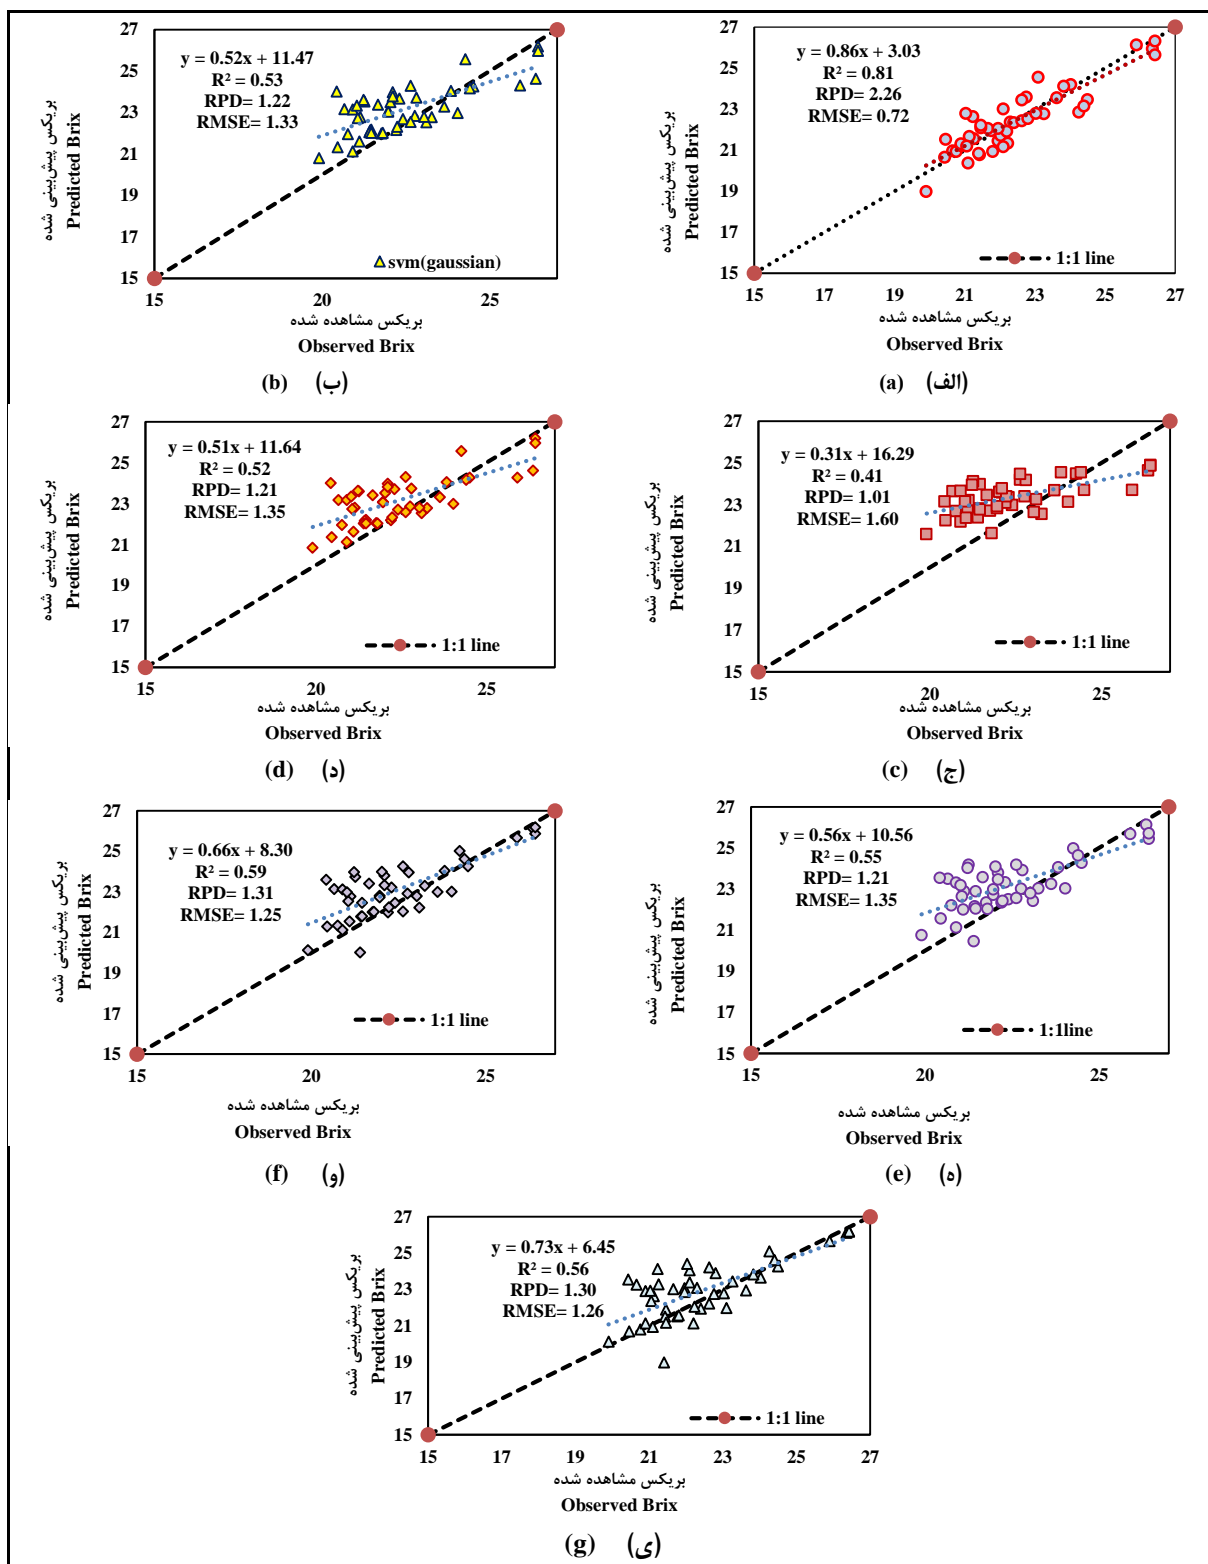 27
25
23
21
19
17
15
بریکس پیش‌بینی شده
Predicted Brix
y = 0.86x + 3.03
R² = 0.81
RPD = 2.26
RMSE = 0.72
1:1 line
15 17 19 21 23 25 27
بریکس مشاهده شده
Observed Brix
(a) (الف)
27
25
23
21
19
17
15
بریکس پیش‌بینی شده
Predicted Brix
y = 0.52x + 11.47
R² = 0.53
RPD = 1.22
RMSE = 1.33
svm(gaussian)
15 20 25
بریکس مشاهده شده
Observed Brix
(b) (ب)
27
25
23
21
19
17
15
بریکس پیش‌بینی شده
Predicted Brix
y = 0.31x + 16.29
R² = 0.41
RPD = 1.01
RMSE = 1.60
1:1 line
15 20 25
بریکس مشاهده شده
Observed Brix
(c) (ج)
27
25
23
21
19
17
15
بریکس پیش‌بینی شده
Predicted Brix
y = 0.51x + 11.64
R² = 0.52
RPD= 1.21
RMSE= 1.35
1:1 line
15 20 25
بریکس مشاهده شده
Observed Brix
(d) (د)
27
25
23
21
19
17
15
بریکس پیش‌بینی شده
Predicted Brix
y = 0.56x + 10.56
R² = 0.55
RPD = 1.21
RMSE= 1.35
1:1line
15 20 25
بریکس مشاهده شده
Observed Brix
(e) (ه)
27
25
23
21
19
17
15
بریکس پیش‌بینی شده
Predicted Brix
y = 0.66x + 8.30
R² = 0.59
RPD= 1.31
RMSE= 1.25
1:1 line
15 20 25
بریکس مشاهده شده
Observed Brix
(f) (و)
27
25
23
21
19
17
15
بریکس پیش‌بینی شده
Predicted Brix
y = 0.73x + 6.45
R² = 0.56
RPD= 1.30
RMSE= 1.26
1:1 line
15 17 19 21 23 25 27
بریکس مشاهده شده
Observed Brix
(g) (ی)